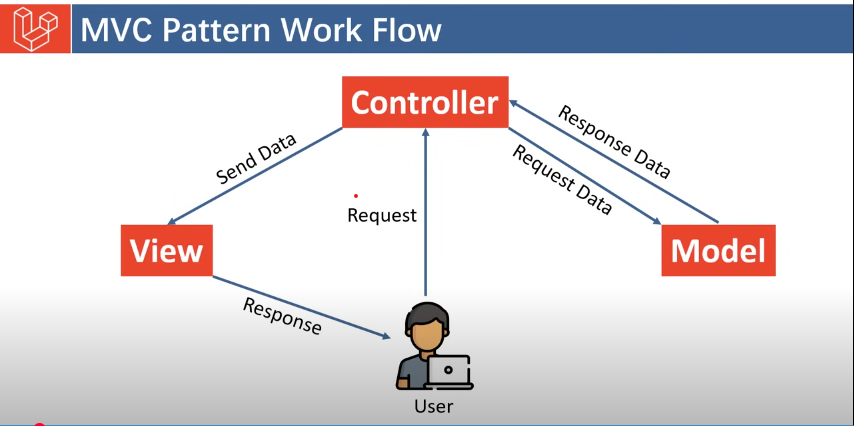 MVC Pattern Work Flow
Controller
Send Data
Response Data
Request Data
Request
View
Model
Response
User